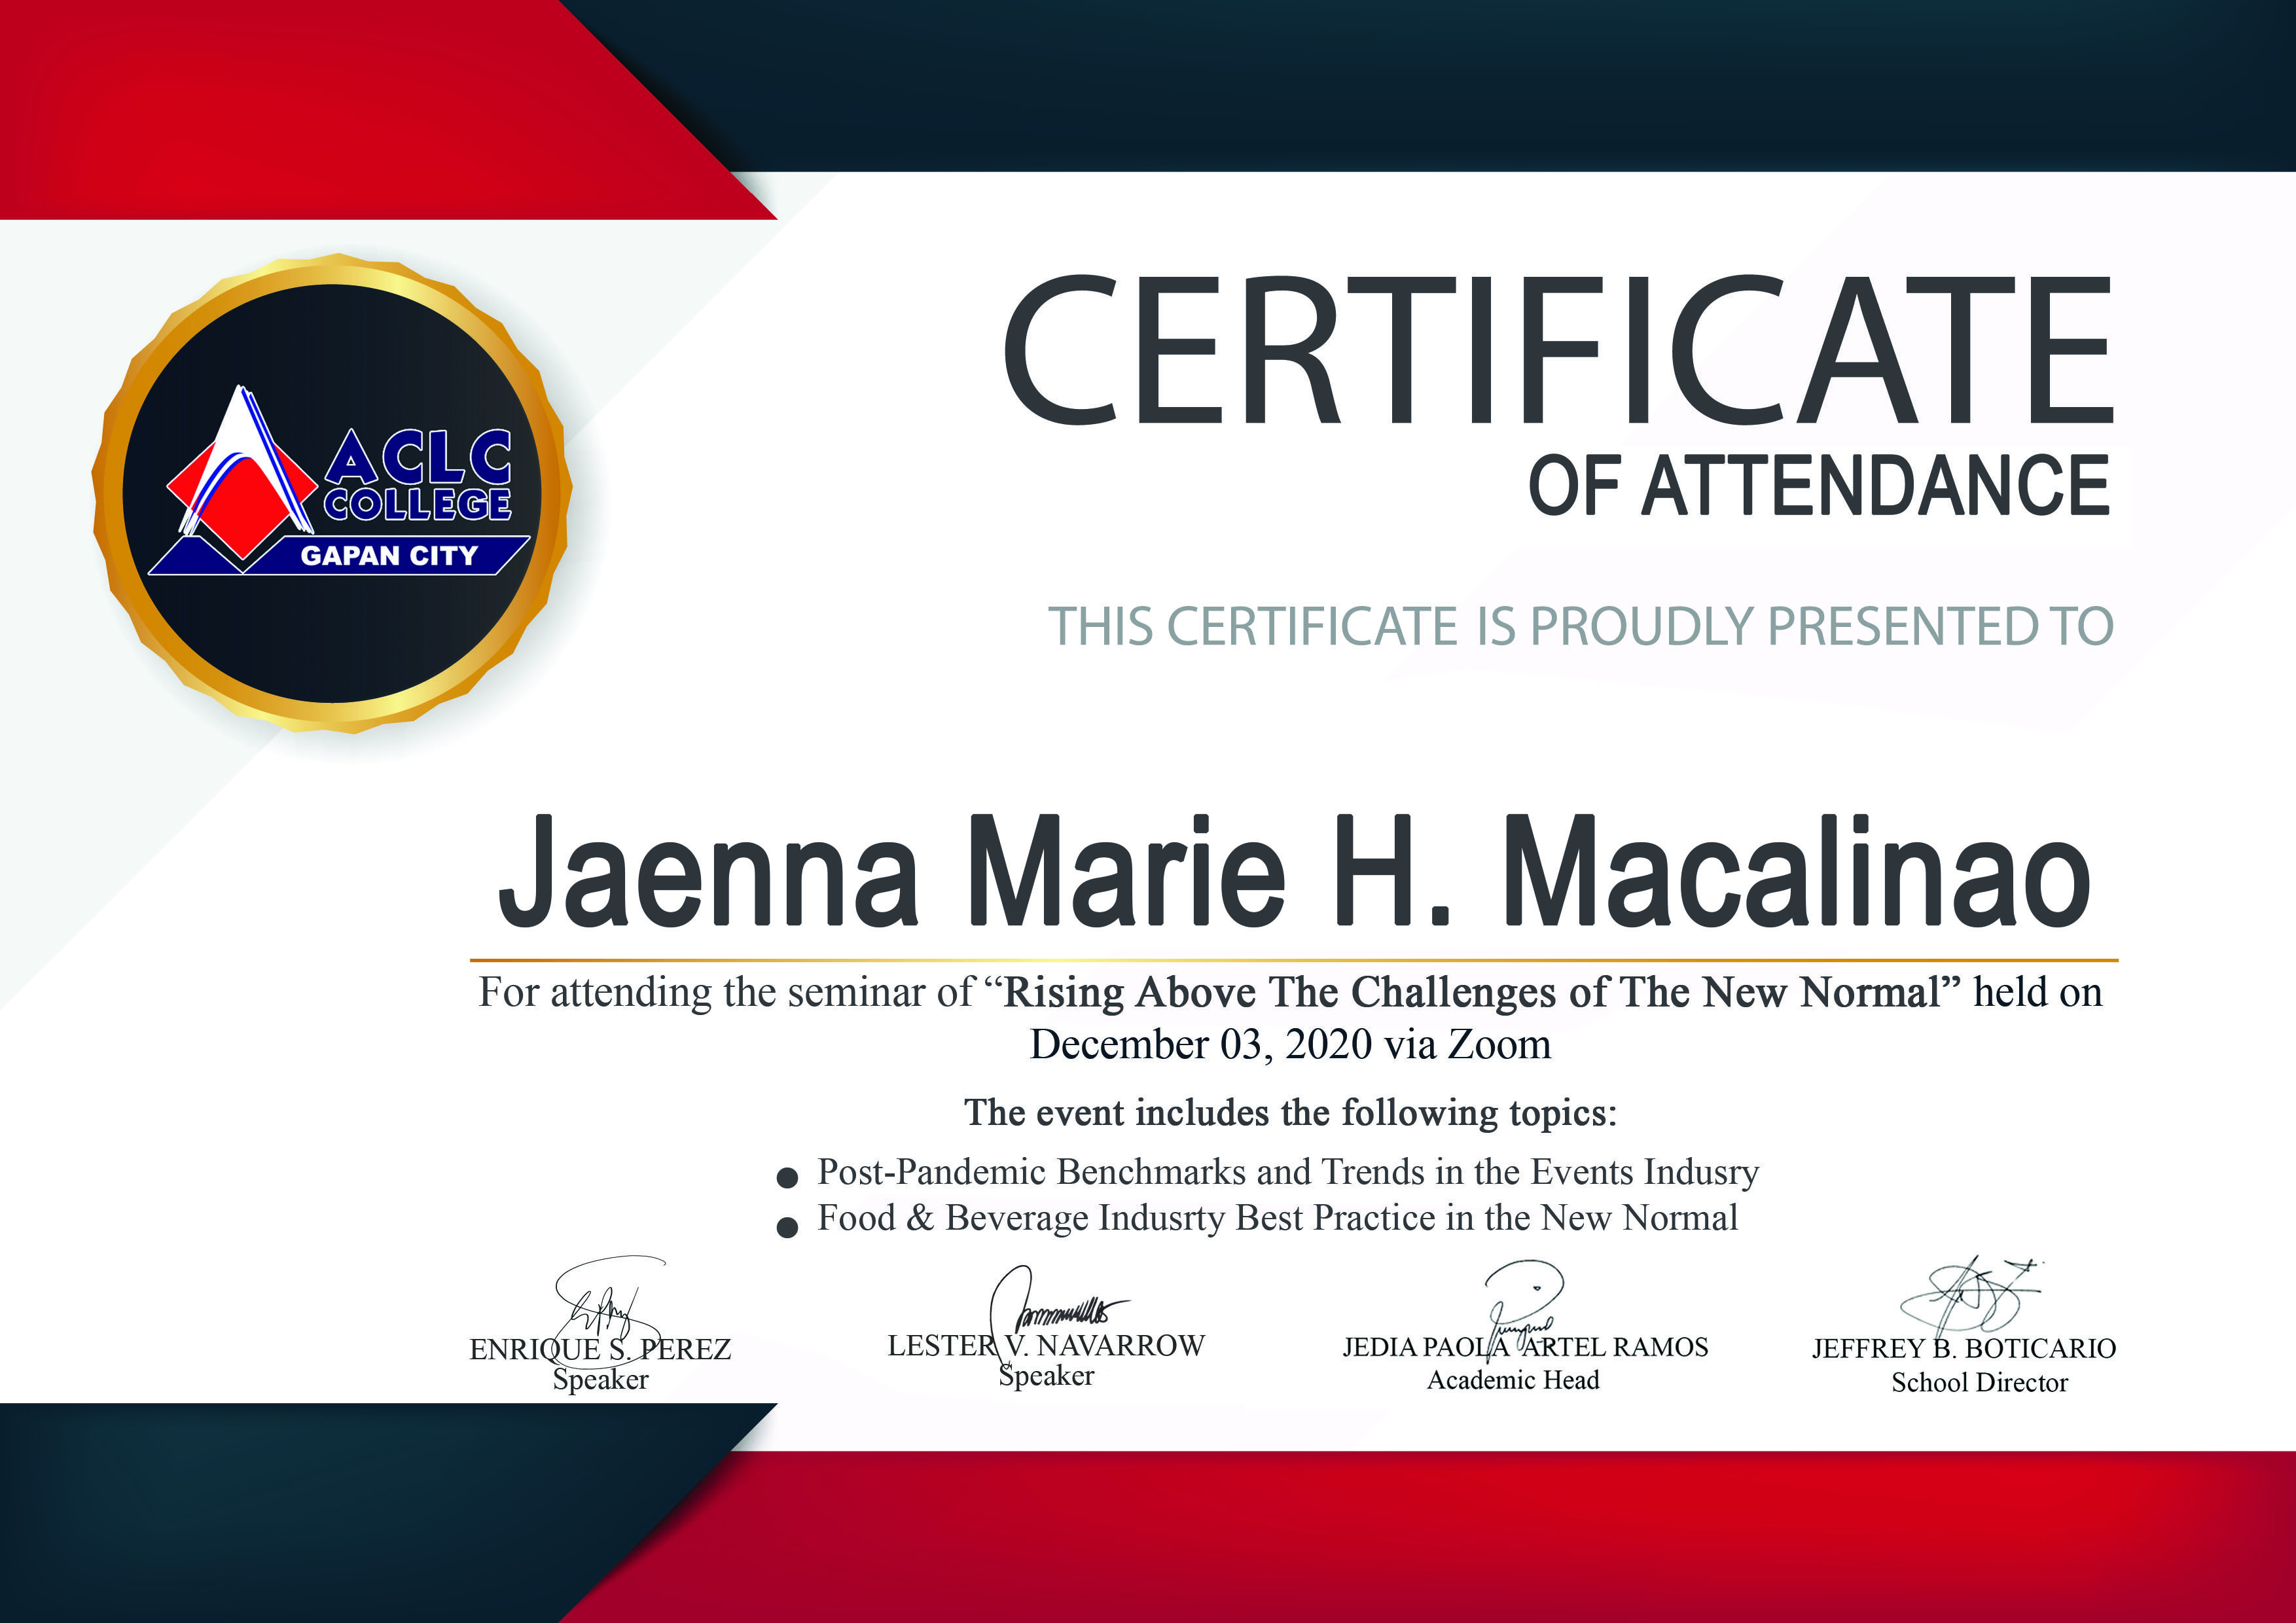 ACLC
COLLEGE
GAPAN CITY
CERTIFICATE
OF ATTENDANCE
THIS CERTIFICATE IS PROUDLY PRESENTED TO
Jaenna Marie H. Macalinao
For attending the seminar of “Rising Above The Challenges of The New Normal” held on
December 03, 2020 via Zoom
The event includes the following topics:
● Post-Pandemic Benchmarks and Trends in the Events Indusry
● Food & Beverage Indusrty Best Practice in the New Normal
ENRIQUE S. PEREZ
Speaker
LESTER V. NAVARROW
Speaker
JEDIA PAOLA ARTEL RAMOS
Academic Head
JEFFREY B. BOTICARIO
School Director